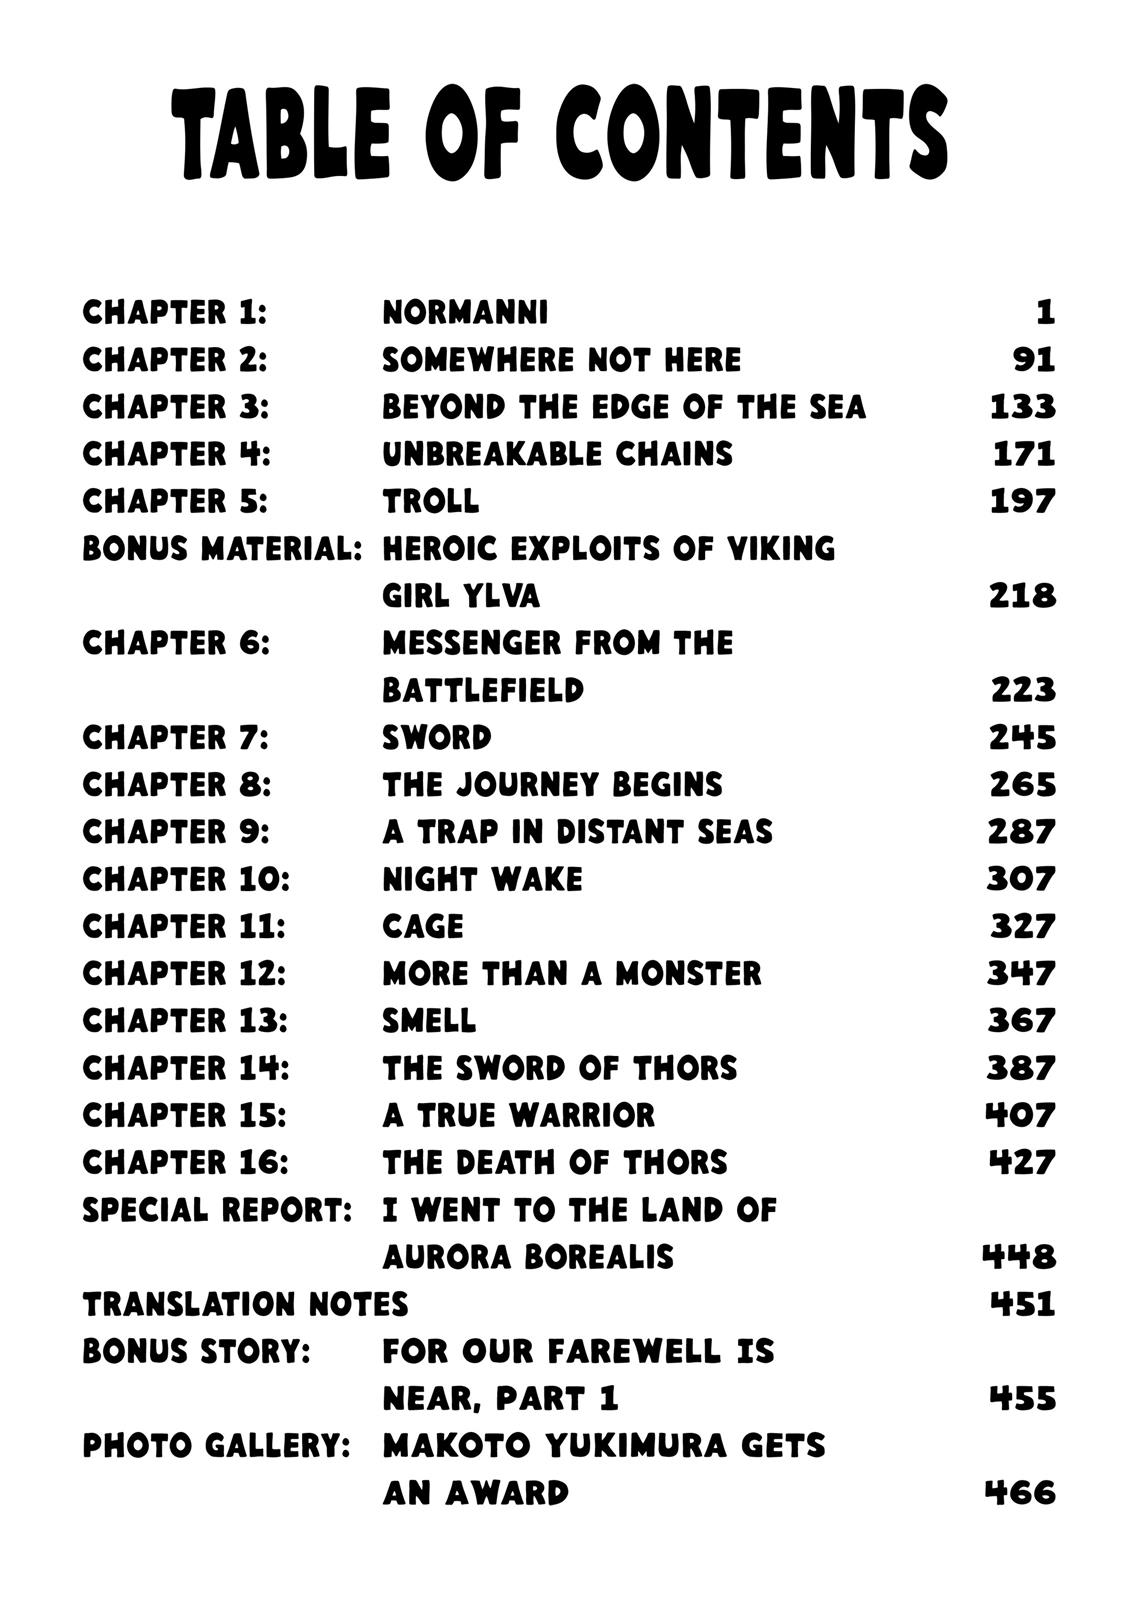 TABLE OF CONTENTS
CHAPTER 1: NORMANNI 1
CHAPTER 2: SOMEWHERE NOT HERE 91
CHAPTER 3: BEYOND THE EDGE OF THE SEA 133
CHAPTER 4: UNBREAKABLE CHAINS 171
CHAPTER 5: TROLL 197
BONUS MATERIAL: HEROIC EXPLOITS OF VIKING
GIRL YLVA 218
CHAPTER 6: MESSENGER FROM THE
BATTLEFIELD 223
CHAPTER 7: SWORD 245
CHAPTER 8: THE JOURNEY BEGINS 265
CHAPTER 9: A TRAP IN DISTANT SEAS 287
CHAPTER 10: NIGHT WAKE 307
CHAPTER 11: CAGE 327
CHAPTER 12: MORE THAN A MONSTER 347
CHAPTER 13: SMELL 367
CHAPTER 14: THE SWORD OF THORS 387
CHAPTER 15: A TRUE WARRIOR 407
CHAPTER 16: THE DEATH OF THORS 427
SPECIAL REPORT: I WENT TO THE LAND OF
AURORA BOREALIS 448
TRANSLATION NOTES 451
BONUS STORY: FOR OUR FAREWELL IS
NEAR, PART 1 455
PHOTO GALLERY: MAKOTO YUKIMURA GETS
AN AWARD 466